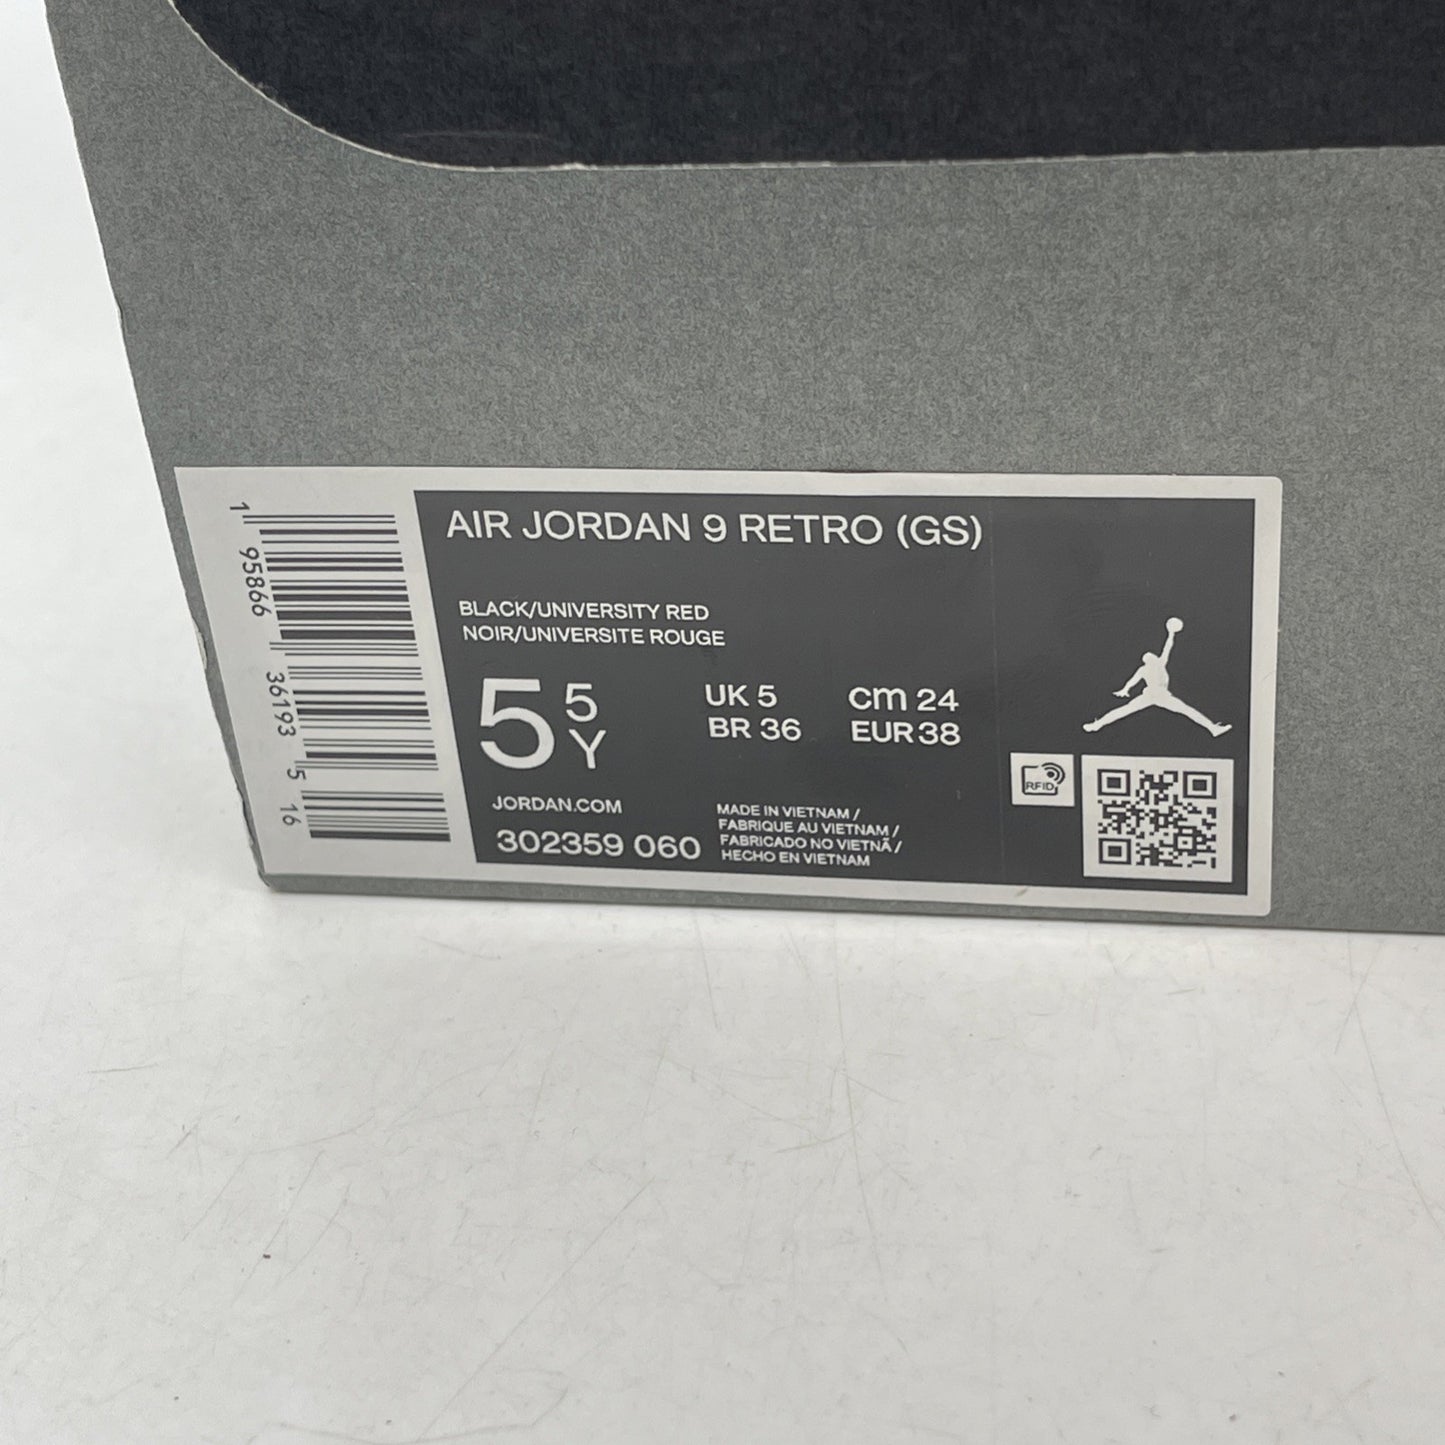 AIR JORDAN 9 RETRO (GS)
BLACK/UNIVERSITY RED
NOIR/UNIVERSITE ROUGE
5 5 Y
UK 5 cm 24
BR 36 EUR 38
JORDAN.COM
302359 060
MADE IN VIETNAM /
FABRIQUE AU VIETNAM /
FABRICADO NO VIETNÃ /
HECHO EN VIETNAM
RFID
1 95866 36193 5 16